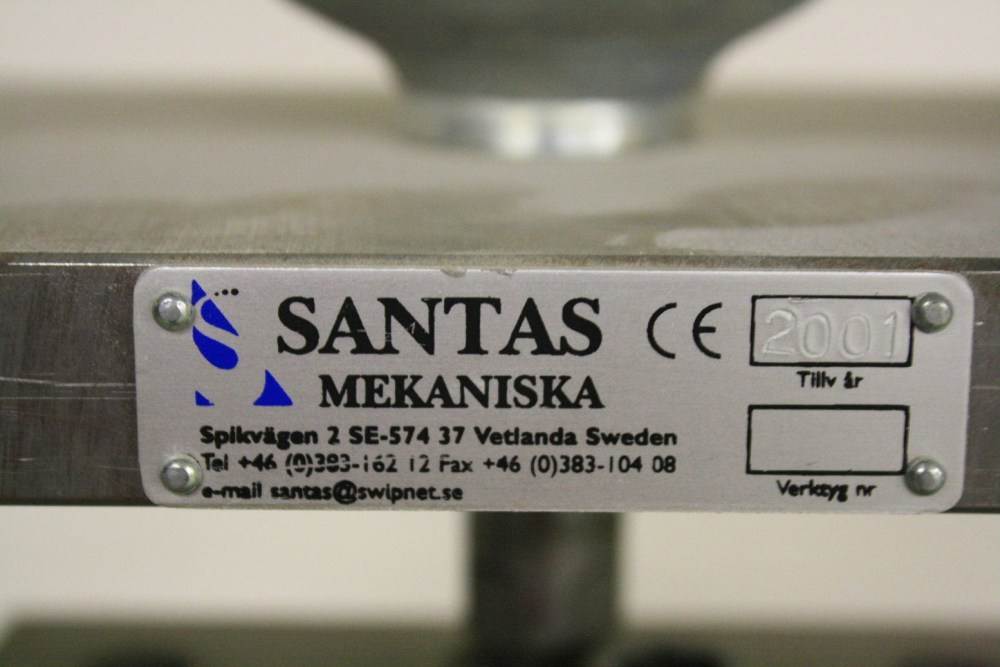 SANTAS
MEKANISKA
CE
2001
Tillv år
Spikvägen 2 SE-574 37 Vetlanda Sweden
Tel +46 (0)383-162 12 Fax +46 (0)383-104 08
e-mail santas@swipnet.se
Verktyg nr